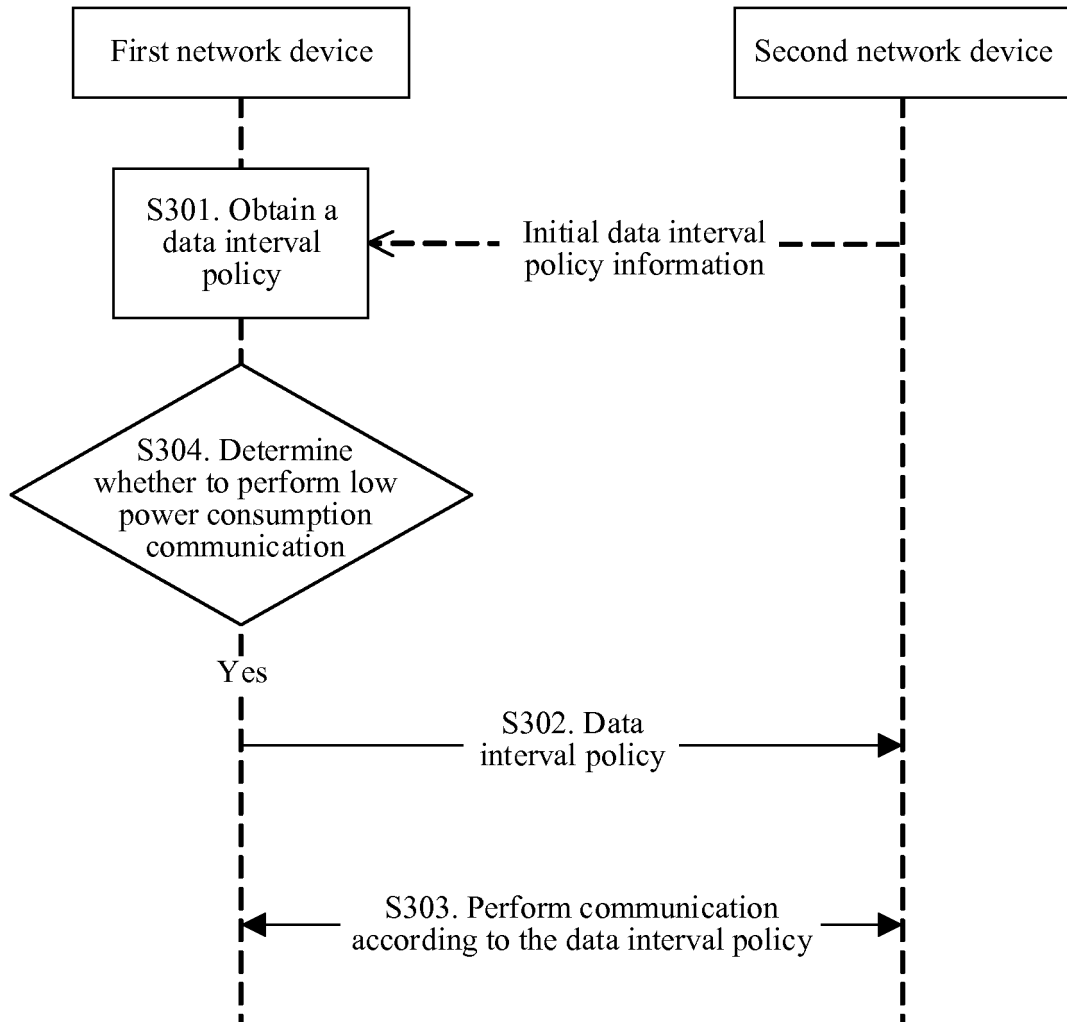 First network device
Second network device
S301. Obtain a
data interval
policy
Initial data interval
policy information
S304. Determine
whether to perform low
power consumption
communication
Yes
S302. Data
interval policy
S303. Perform communication
according to the data interval policy